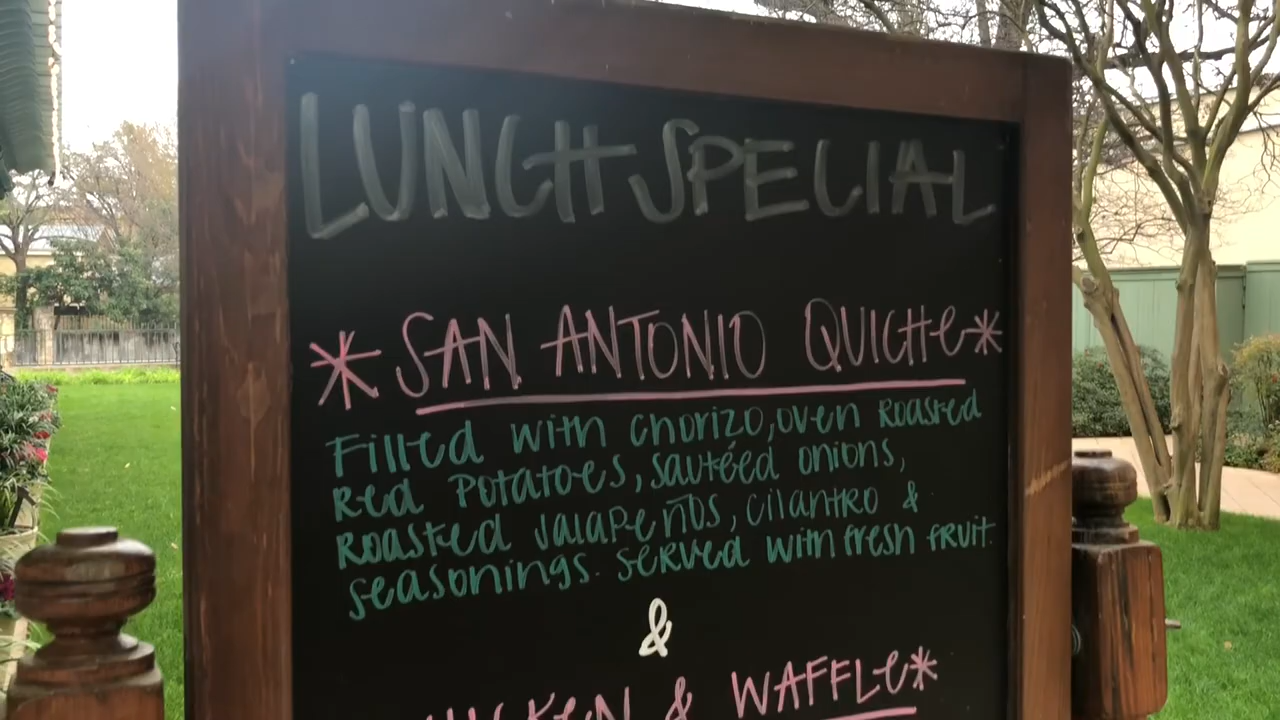 LUNCH SPECIAL
*SAN ANTONIO QUICHE*
Filled with chorizo, oven Roasted
Red Potatoes, sautéed onions,
Roasted Jalapeños, cilantro &
seasonings. served with fresh fruit.
&
& WAFFLE*